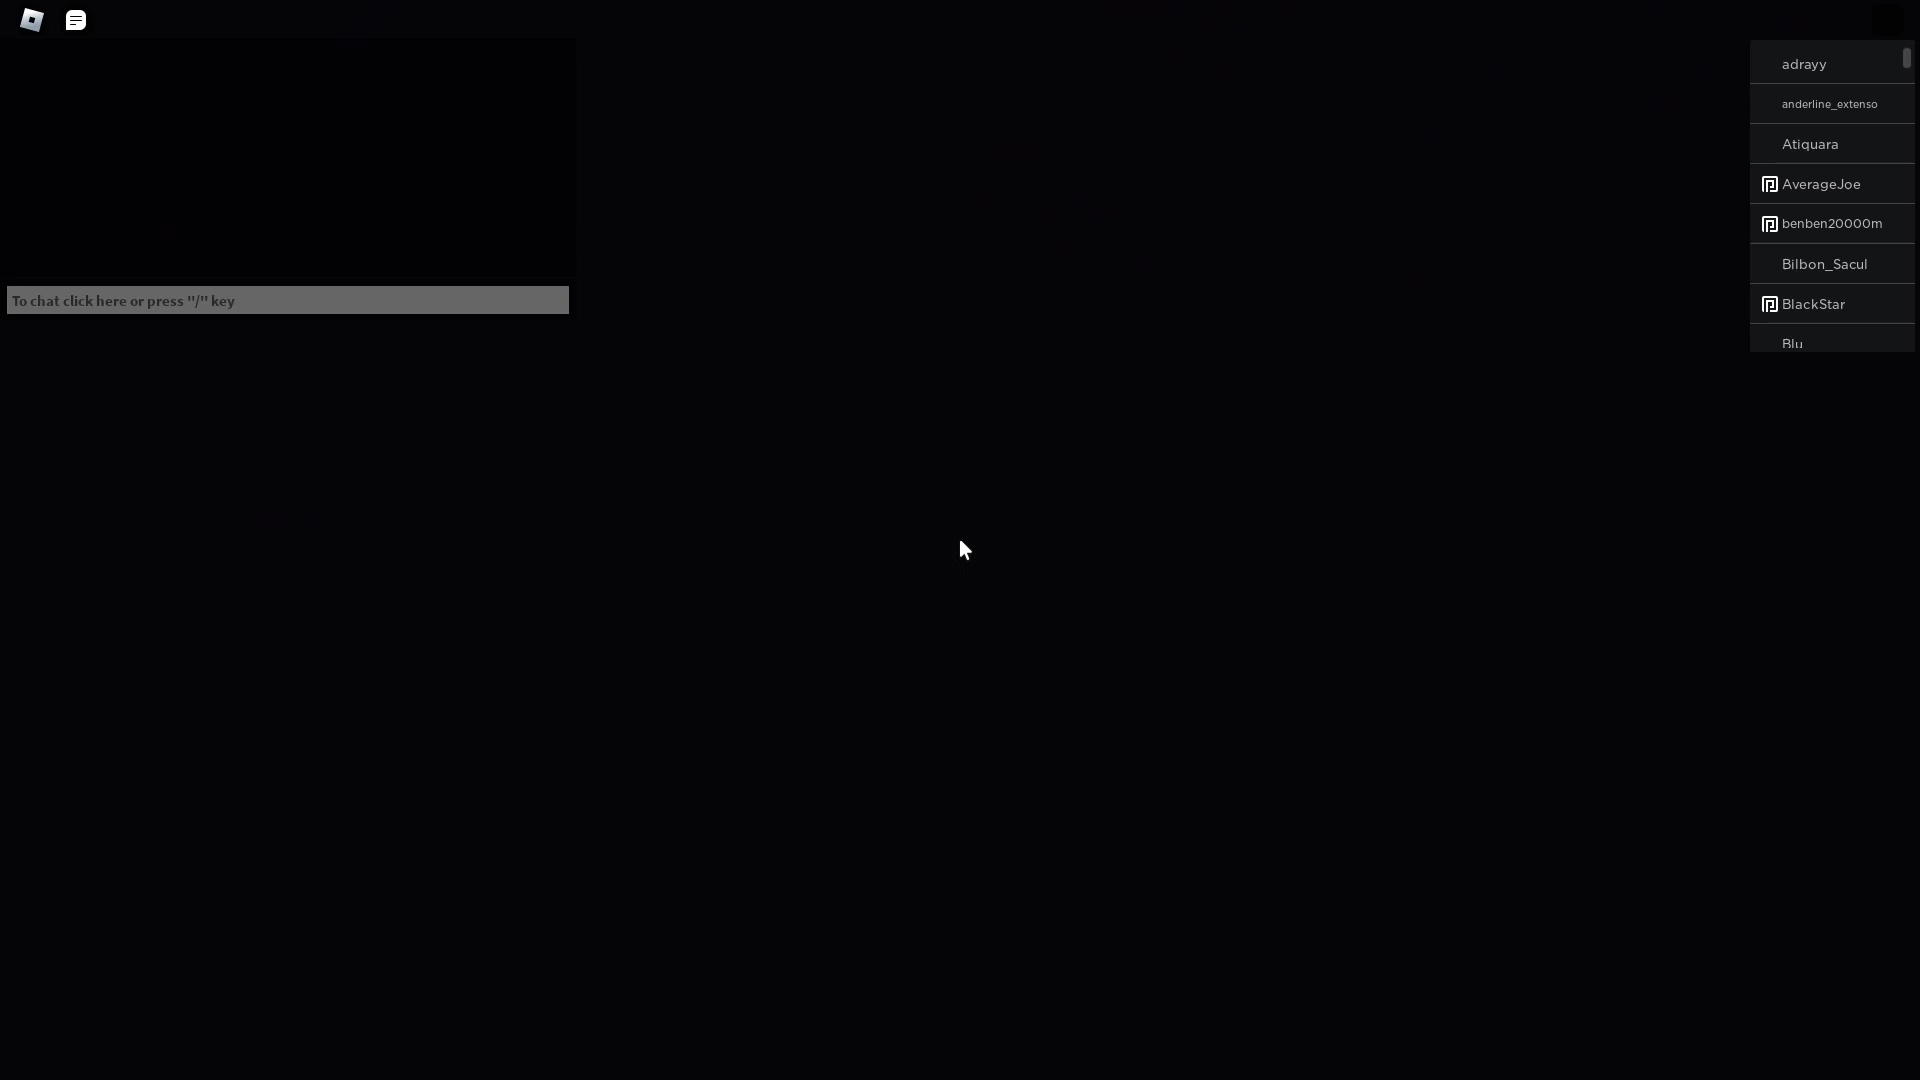 adrayy
anderline_extenso
Atiquara
AverageJoe
benben20000m
Bilbon_Sacul
To chat click here or press "/" key
BlackStar
Blu